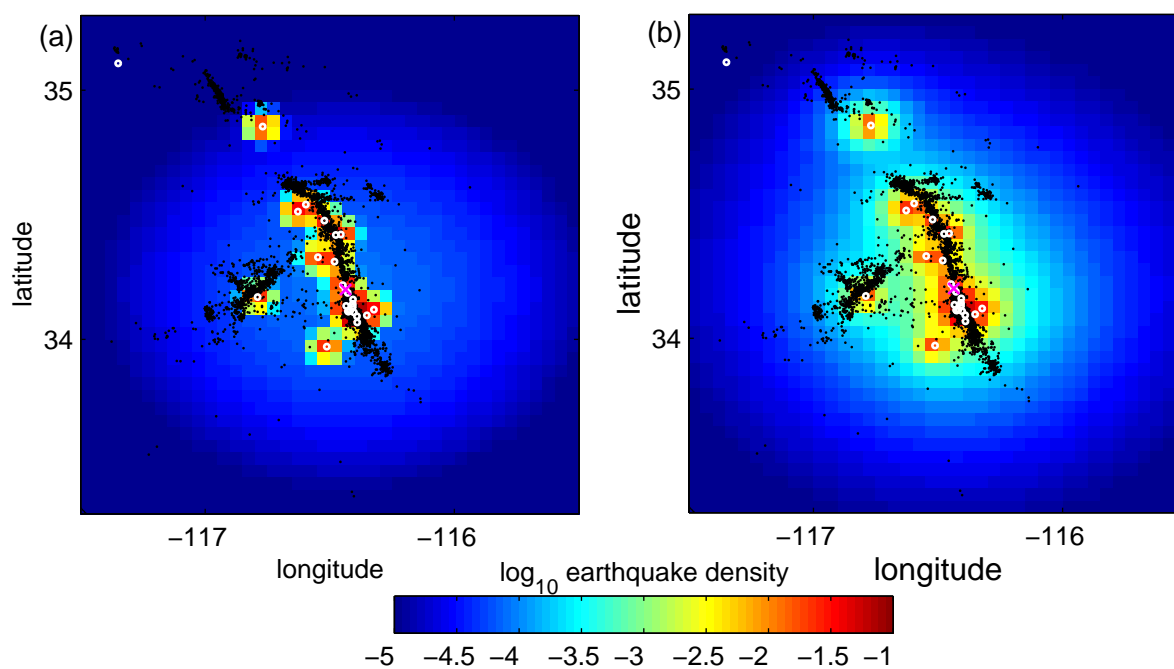 (a)
(b)
35
35
34
34
latitude
latitude
−117
−116
−117
−116
longitude
log10 earthquake density
longitude
−5 −4.5 −4 −3.5 −3 −2.5 −2 −1.5 −1